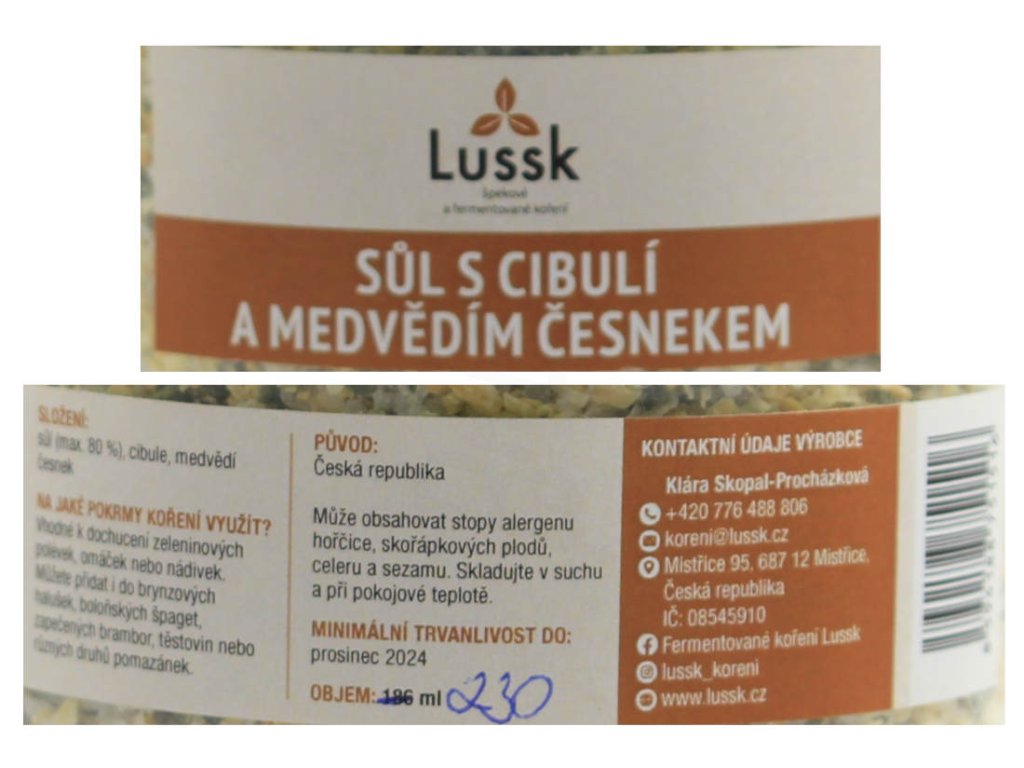 Lussk
špekové
a fermentované koření
SŮL S CIBULÍ
A MEDVĚDÍM ČESNEKEM
SLOŽENÍ:
sůl (max. 80 %), cibule, medvědí
česnek
NA JAKÉ POKRMY KOŘENÍ VYUŽÍT?
Vhodné k dochucení zeleninových
polévek, omáček nebo nádivek.
Můžete přidat i do brynzových
halušek, boloňských špaget,
zapečených brambor, těstovin nebo
různých druhů pomazánek.
PŮVOD:
Česká republika
Může obsahovat stopy alergenu
hořčice, skořápkových plodů,
celeru a sezamu. Skladujte v suchu
a při pokojové teplotě.
MINIMÁLNÍ TRVANLIVOST DO:
prosinec 2024
OBJEM: 186 ml 230
KONTAKTNÍ ÚDAJE VÝROBCE
Klára Skopal-Procházková
+420 776 488 806
koreni@lussk.cz
Mistřice 95, 687 12 Mistřice,
Česká republika
IČ: 08545910
Fermentované koření Lussk
lussk_koreni
www.lussk.cz